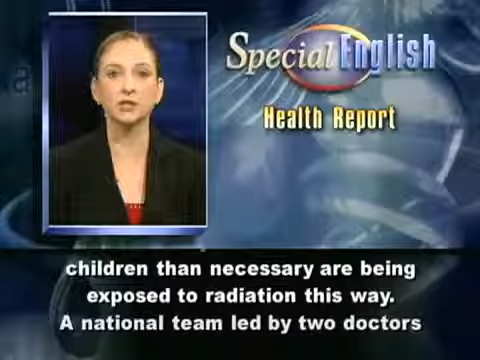 Special English
Health Report
children than necessary are being
exposed to radiation this way.
A national team led by two doctors